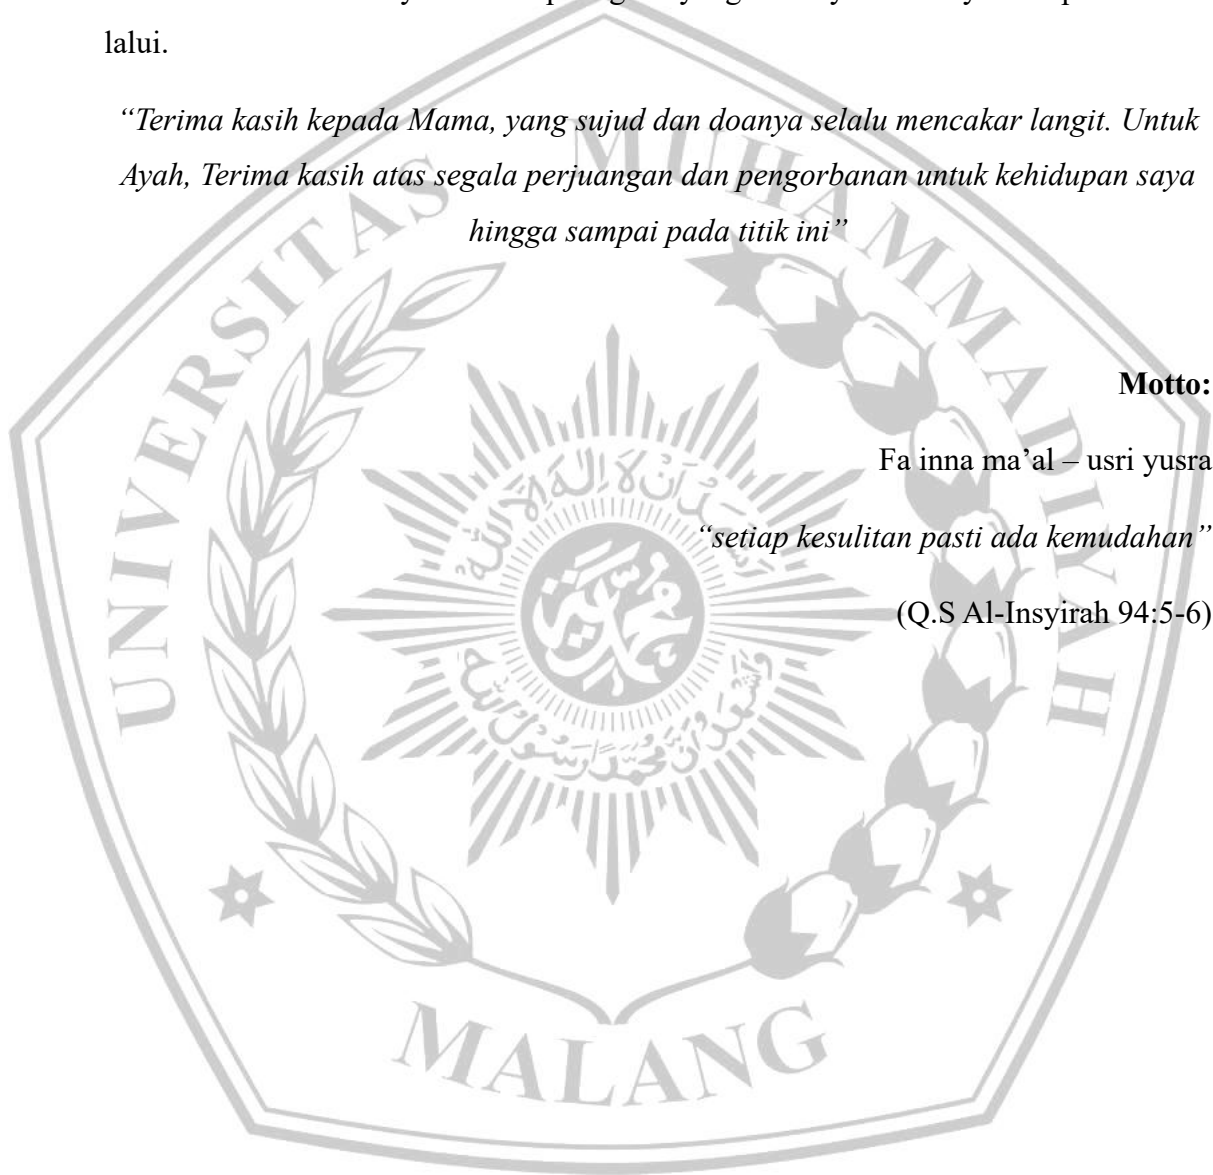 lalui.
“Terima kasih kepada Mama, yang sujud dan doanya selalu mencakar langit. Untuk
Ayah, Terima kasih atas segala perjuangan dan pengorbanan untuk kehidupan saya
hingga sampai pada titik ini”
Motto:
Fa inna ma’al – usri yusra
“setiap kesulitan pasti ada kemudahan”
(Q.S Al-Insyirah 94:5-6)
UNIVERSITAS MUHAMMADIYAH
MALANG